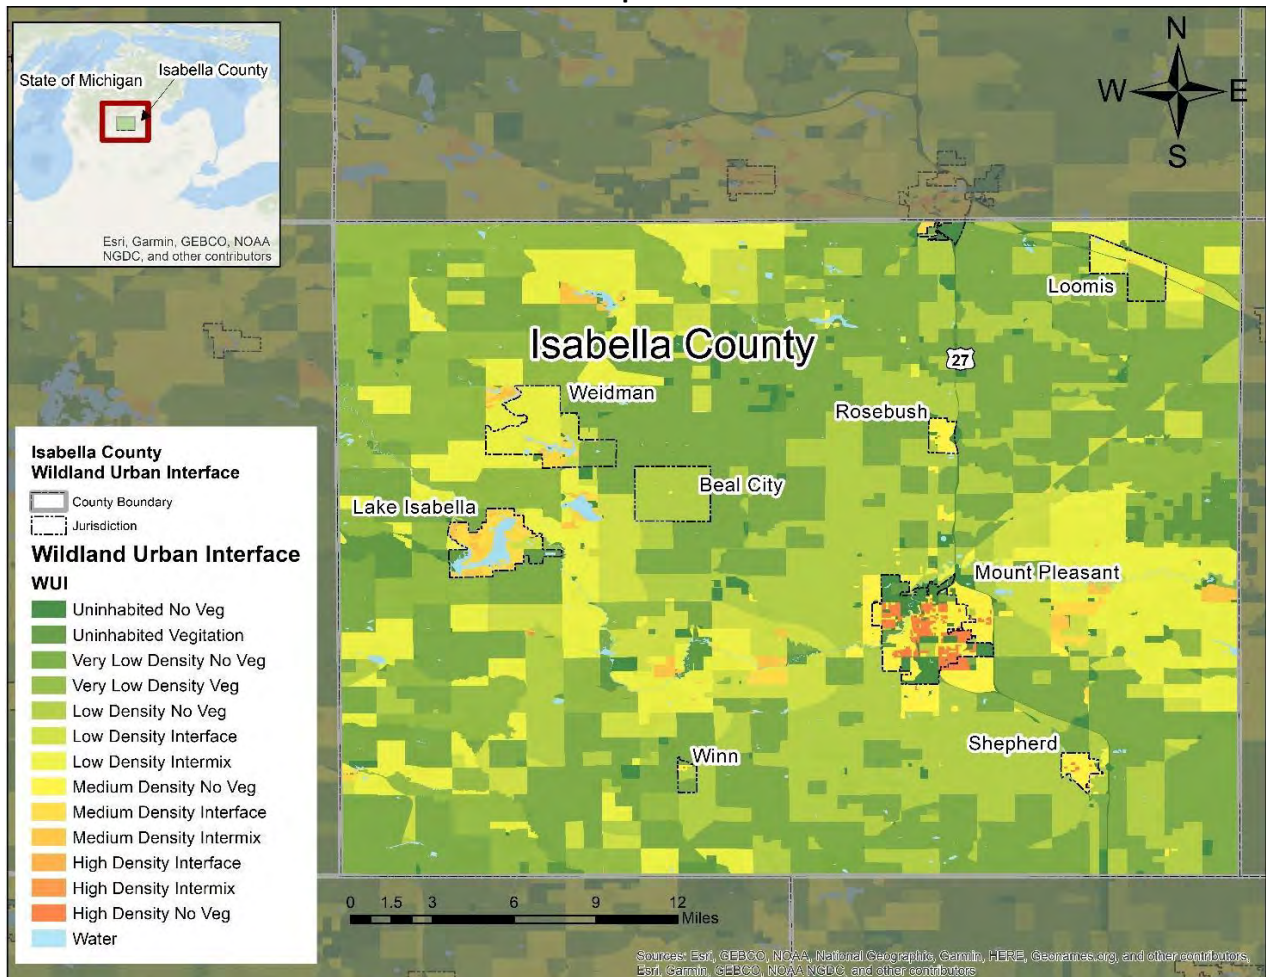 State of Michigan
Isabella County
Esri, Garmin, GEBCO, NOAA
NGDC, and other contributors
N
W E
S
Loomis
Isabella County
27
Weidman
Rosebush
Beal City
Lake Isabella
Mount Pleasant
Shepherd
Winn
Isabella County
Wildland Urban Interface
County Boundary
Jurisdiction
Wildland Urban Interface
WUI
Uninhabited No Veg
Uninhabited Vegitation
Very Low Density No Veg
Very Low Density Veg
Low Density No Veg
Low Density Interface
Low Density Intermix
Medium Density No Veg
Medium Density Interface
Medium Density Intermix
High Density Interface
High Density Intermix
High Density No Veg
Water
0 1.5 3 6 9 12
Miles
Sources: Esri, GEBCO, NOAA, National Geographic, Garmin, HERE, Geonames.org, and other contributors,
Esri, Garmin, GEBCO, NOAA NGDC, and other contributors